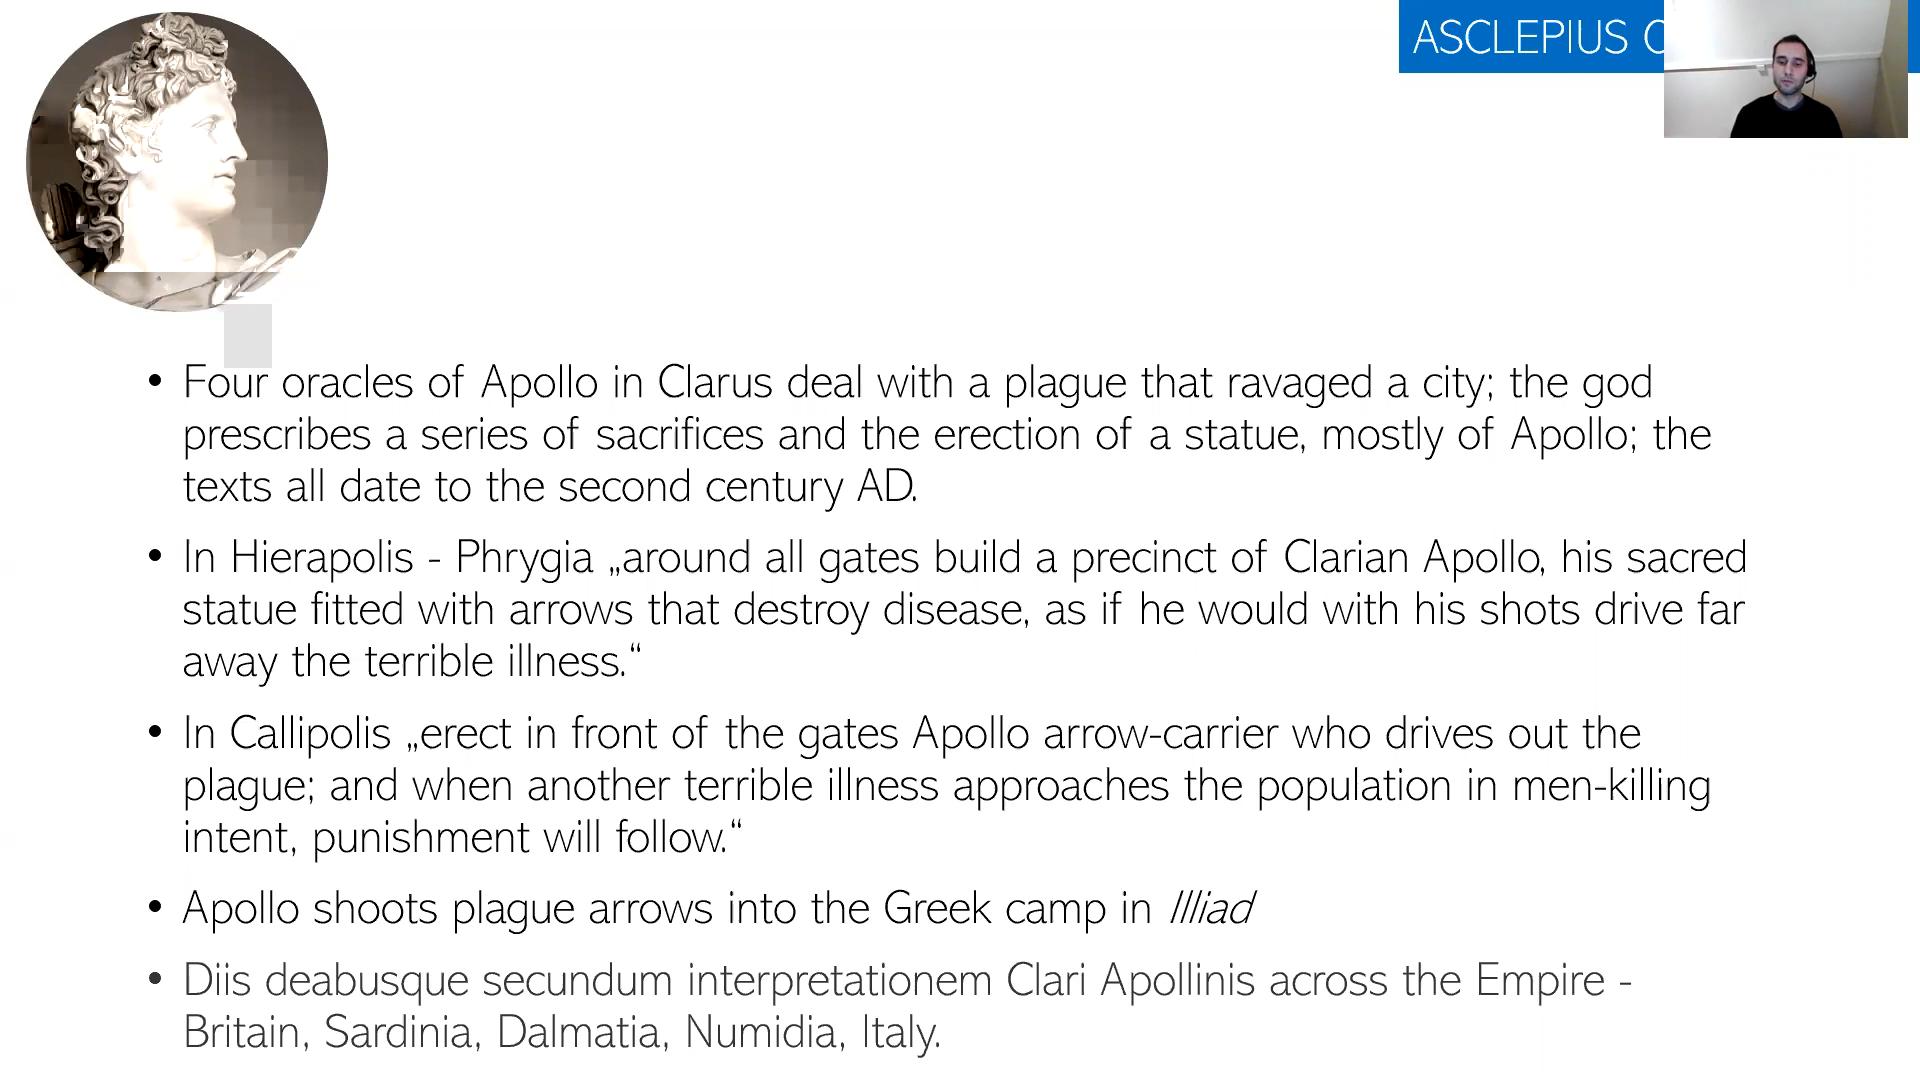 ASCLEPIUS
• Four oracles of Apollo in Clarus deal with a plague that ravaged a city; the god
prescribes a series of sacrifices and the erection of a statue, mostly of Apollo; the
texts all date to the second century AD.
• In Hierapolis - Phrygia „around all gates build a precinct of Clarian Apollo, his sacred
statue fitted with arrows that destroy disease, as if he would with his shots drive far
away the terrible illness.“
• In Callipolis „erect in front of the gates Apollo arrow-carrier who drives out the
plague; and when another terrible illness approaches the population in men-killing
intent, punishment will follow.“
• Apollo shoots plague arrows into the Greek camp in Illiad
• Diis deabusque secundum interpretationem Clari Apollinis across the Empire -
Britain, Sardinia, Dalmatia, Numidia, Italy.